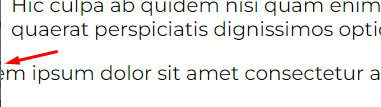 Hic culpa ab quidem nisi quam enim
quaerat perspiciatis dignissimos optio
em ipsum dolor sit amet consectetur a